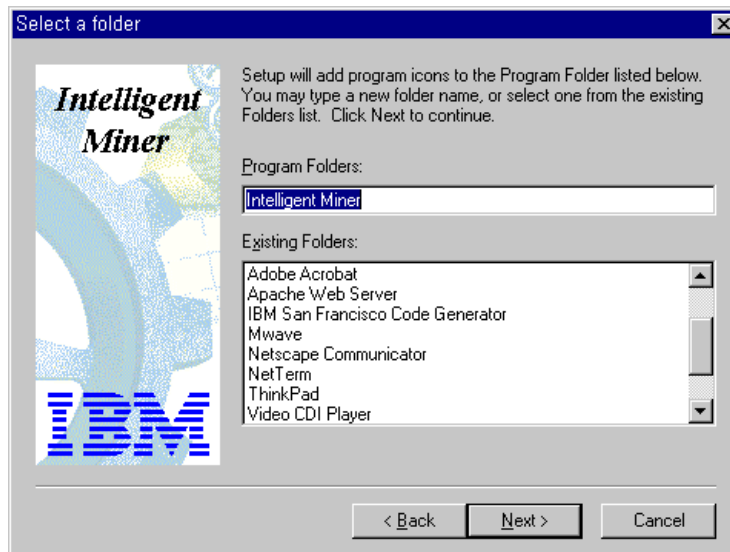 Select a folder
Intelligent
Miner
IBM
Setup will add program icons to the Program Folder listed below.
You may type a new folder name, or select one from the existing
Folders list.  Click Next to continue.
Program Folders:
Intelligent Miner
Existing Folders:
Adobe Acrobat
Apache Web Server
IBM San Francisco Code Generator
Mwave
Netscape Communicator
NetTerm
ThinkPad
Video CDI Player
< Back
Next >
Cancel